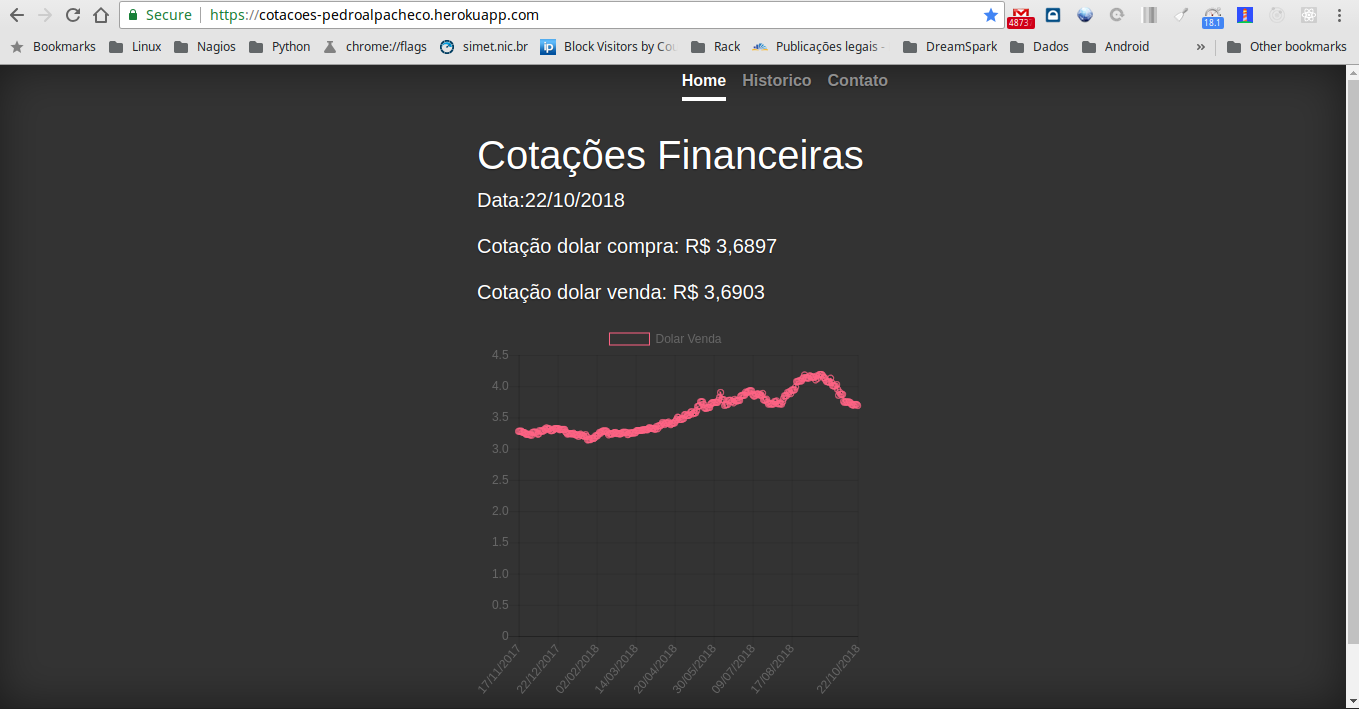 Secure https://cotacoes-pedroalpacheco.herokuapp.com
4873
18.1
Bookmarks Linux Nagios Python chrome://flags simet.nic.br Block Visitors by Cou Rack Publicações legais - DreamSpark Dados Android » Other bookmarks
ip
Home Historico Contato
Cotações Financeiras
Data:22/10/2018
Cotação dolar compra: R$ 3,6897
Cotação dolar venda: R$ 3,6903
Dolar Venda
4.5
4.0
3.5
3.0
2.5
2.0
1.5
1.0
0.5
0
17/11/2017 22/12/2017 02/02/2018 14/03/2018 20/04/2018 30/05/2018 09/07/2018 17/08/2018 22/10/2018